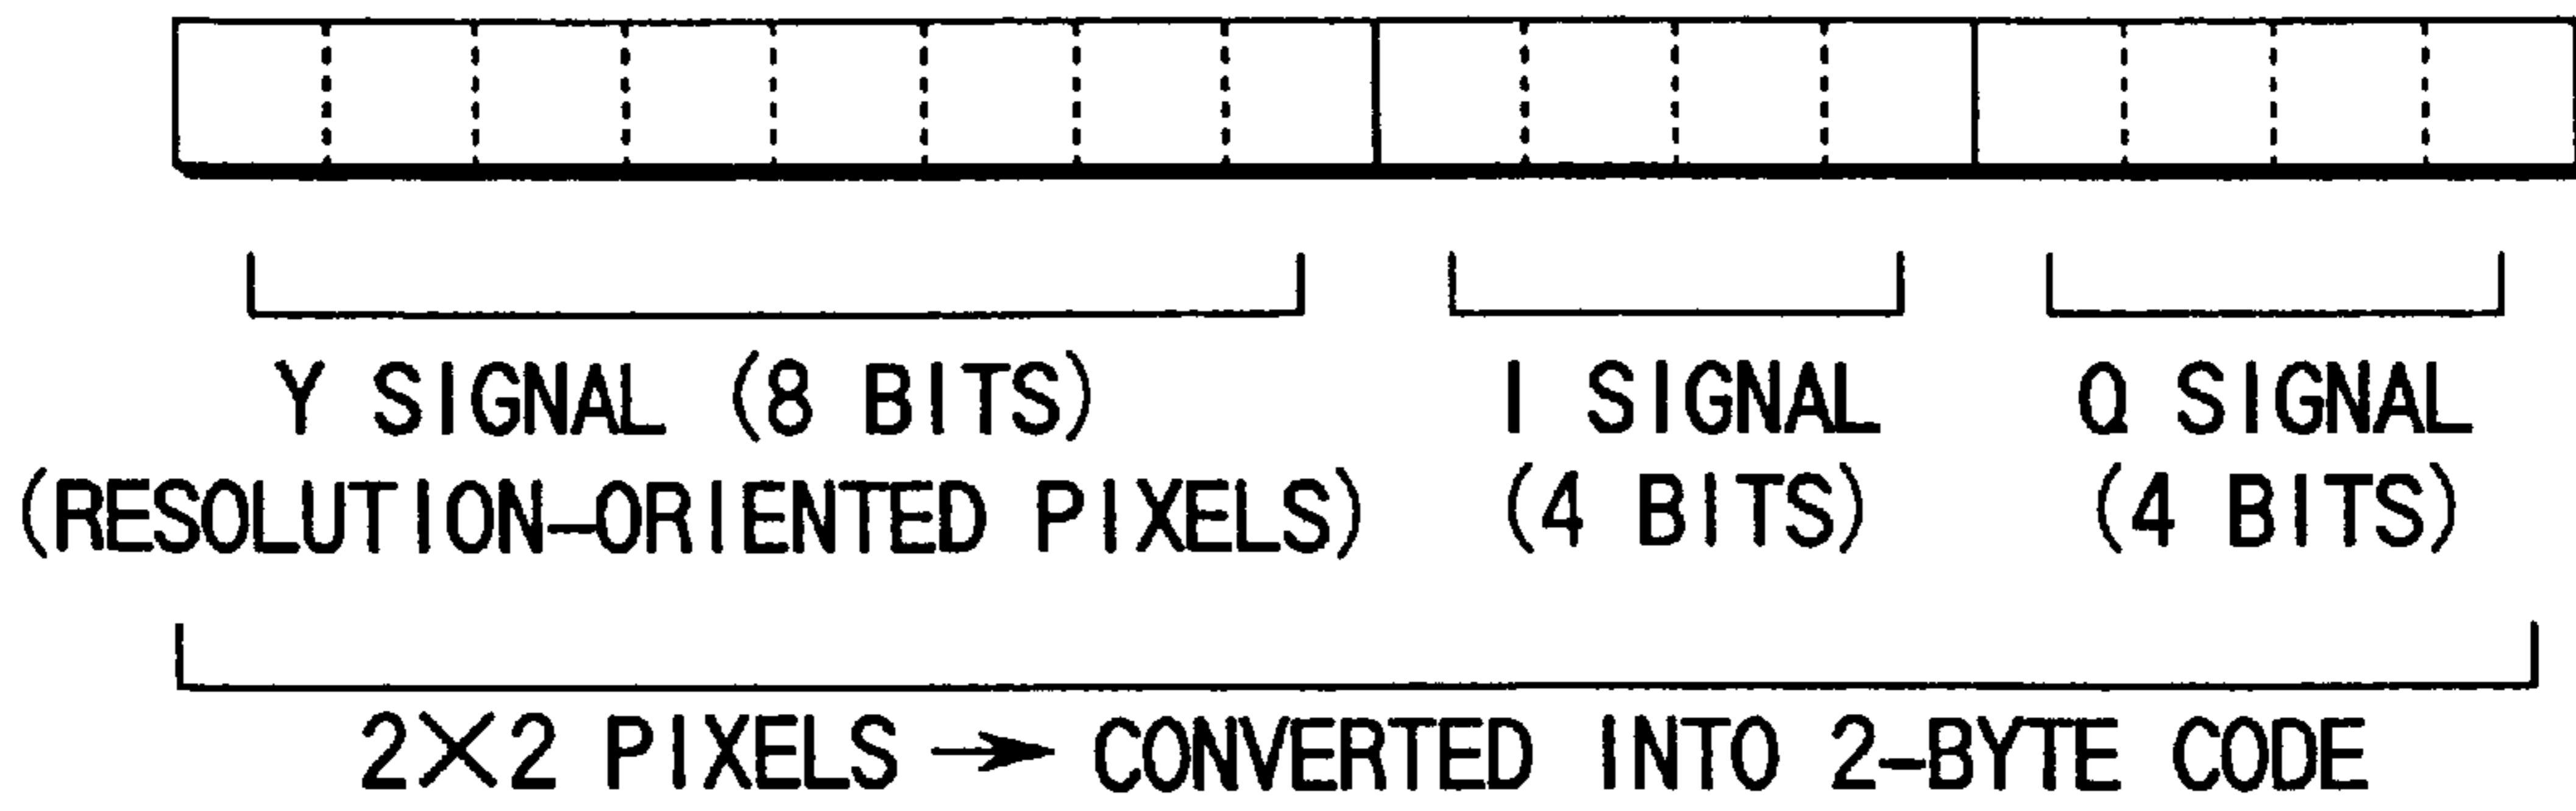 Y SIGNAL (8 BITS)
(RESOLUTION-ORIENTED PIXELS)
I SIGNAL
(4 BITS)
Q SIGNAL
(4 BITS)
2×2 PIXELS → CONVERTED INTO 2-BYTE CODE